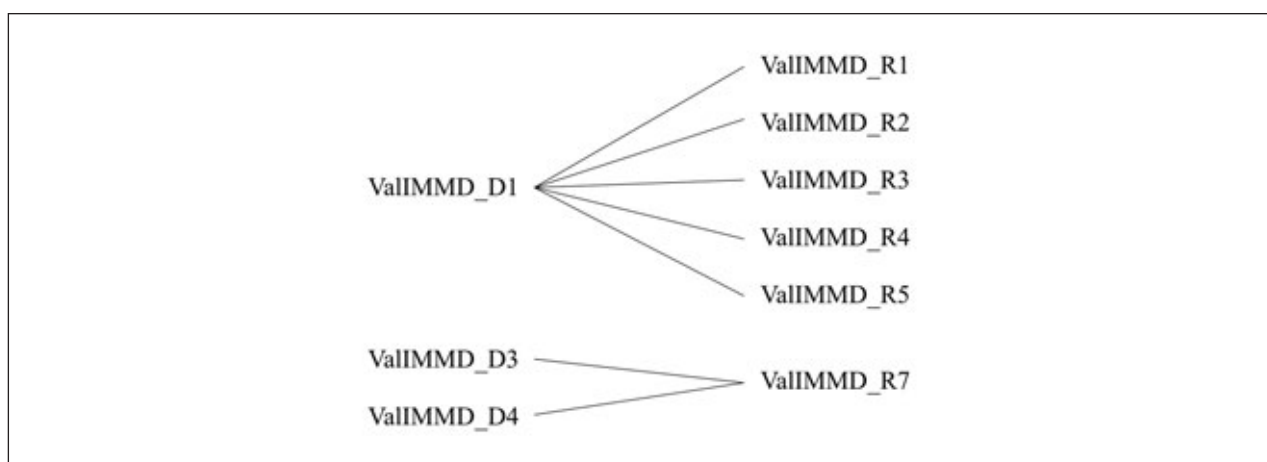 ValIMMD_R1
ValIMMD_R2
ValIMMD_D1
ValIMMD_R3
ValIMMD_R4
ValIMMD_R5
ValIMMD_D3
ValIMMD_R7
ValIMMD_D4